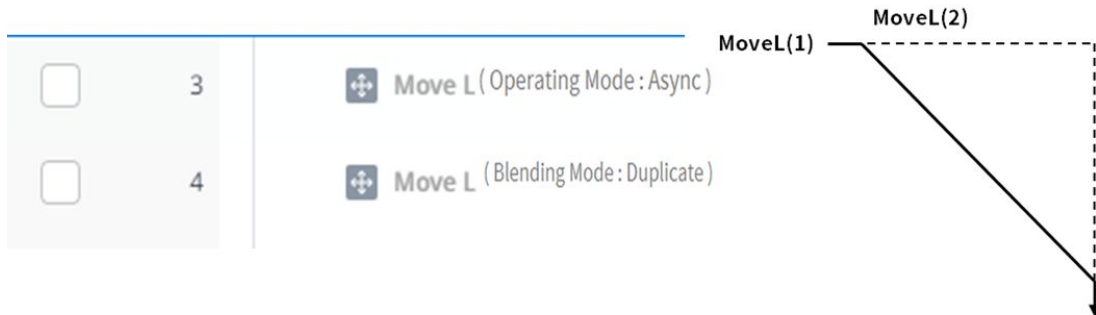 MoveL(2)
MoveL(1)
3 Move L ( Operating Mode : Async )
4 Move L ( Blending Mode : Duplicate )